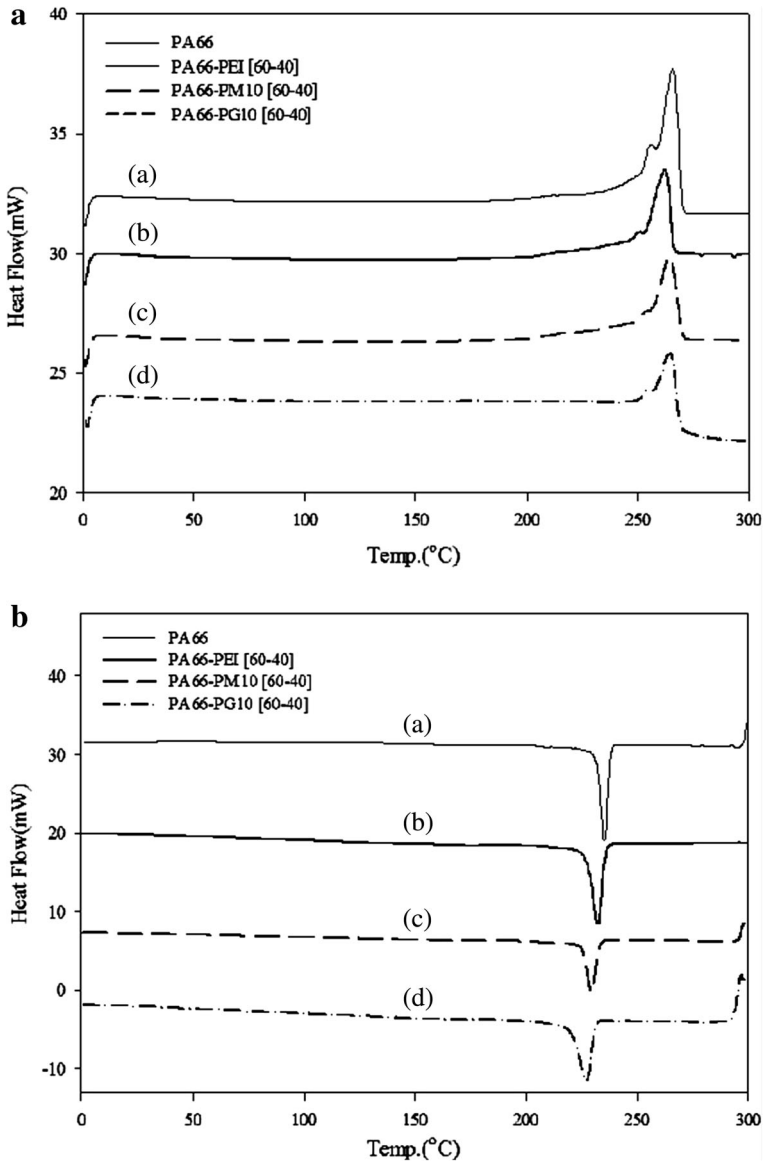 a
40
35
30
25
20
Heat Flow(mW)
PA66
PA66-PEI [60-40]
PA66-PM10 [60-40]
PA66-PG10 [60-40]
(a)
(b)
(c)
(d)
0 50 100 150 200 250 300
Temp.(°C)
b
40
30
20
10
0
-10
Heat Flow(mW)
PA66
PA66-PEI [60-40]
PA66-PM10 [60-40]
PA66-PG10 [60-40]
(a)
(b)
(c)
(d)
0 50 100 150 200 250 300
Temp.(°C)